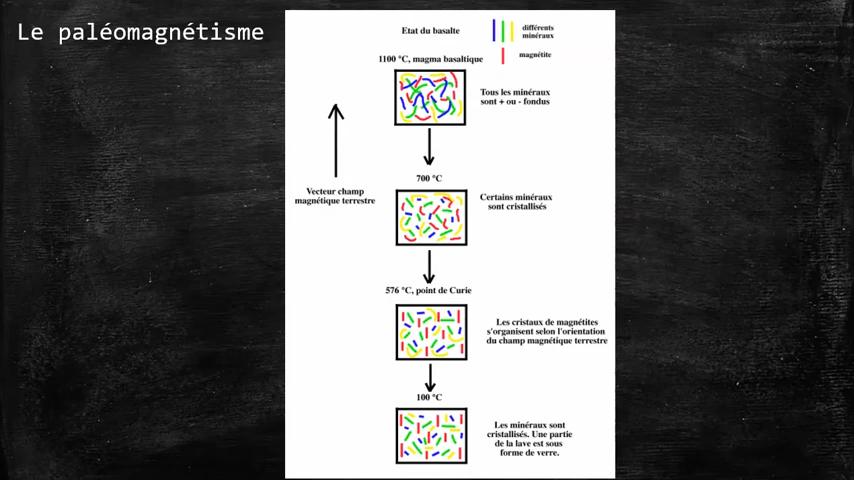 Le paléomagnétisme
Etat du basalte
différents
minéraux
magnétite
1100 °C, magma basaltique
Tous les minéraux
sont + ou - fondus
Vecteur champ
magnétique terrestre
700 °C
Certains minéraux
sont cristallisés
576 °C, point de Curie
Les cristaux de magnétites
s'organisent selon l'orientation
du champ magnétique terrestre
100 °C
Les minéraux sont
cristallisés. Une partie
de la lave est sous
forme de verre.